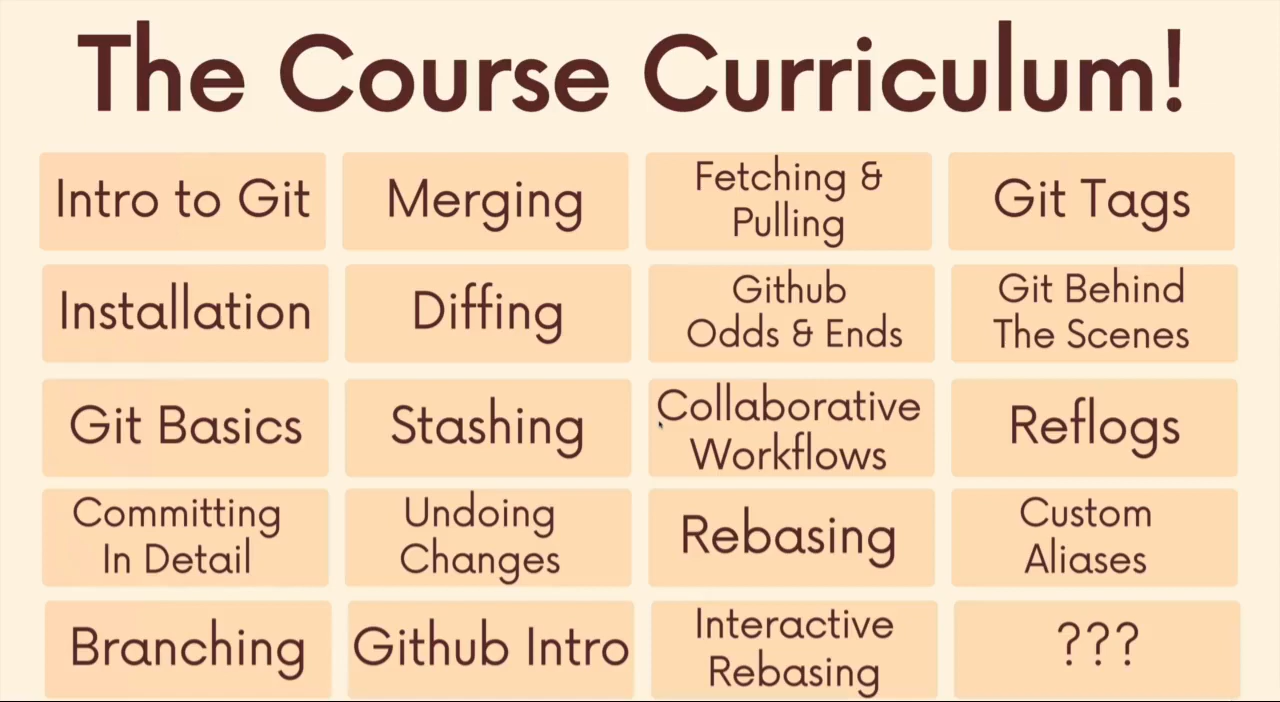 The Course Curriculum!
Intro to Git
Installation
Git Basics
Committing
In Detail
Branching
Merging
Diffing
Stashing
Undoing
Changes
Github Intro
Fetching &
Pulling
Github
Odds & Ends
Collaborative
Workflows
Rebasing
Interactive
Rebasing
Git Tags
Git Behind
The Scenes
Reflogs
Custom
Aliases
???